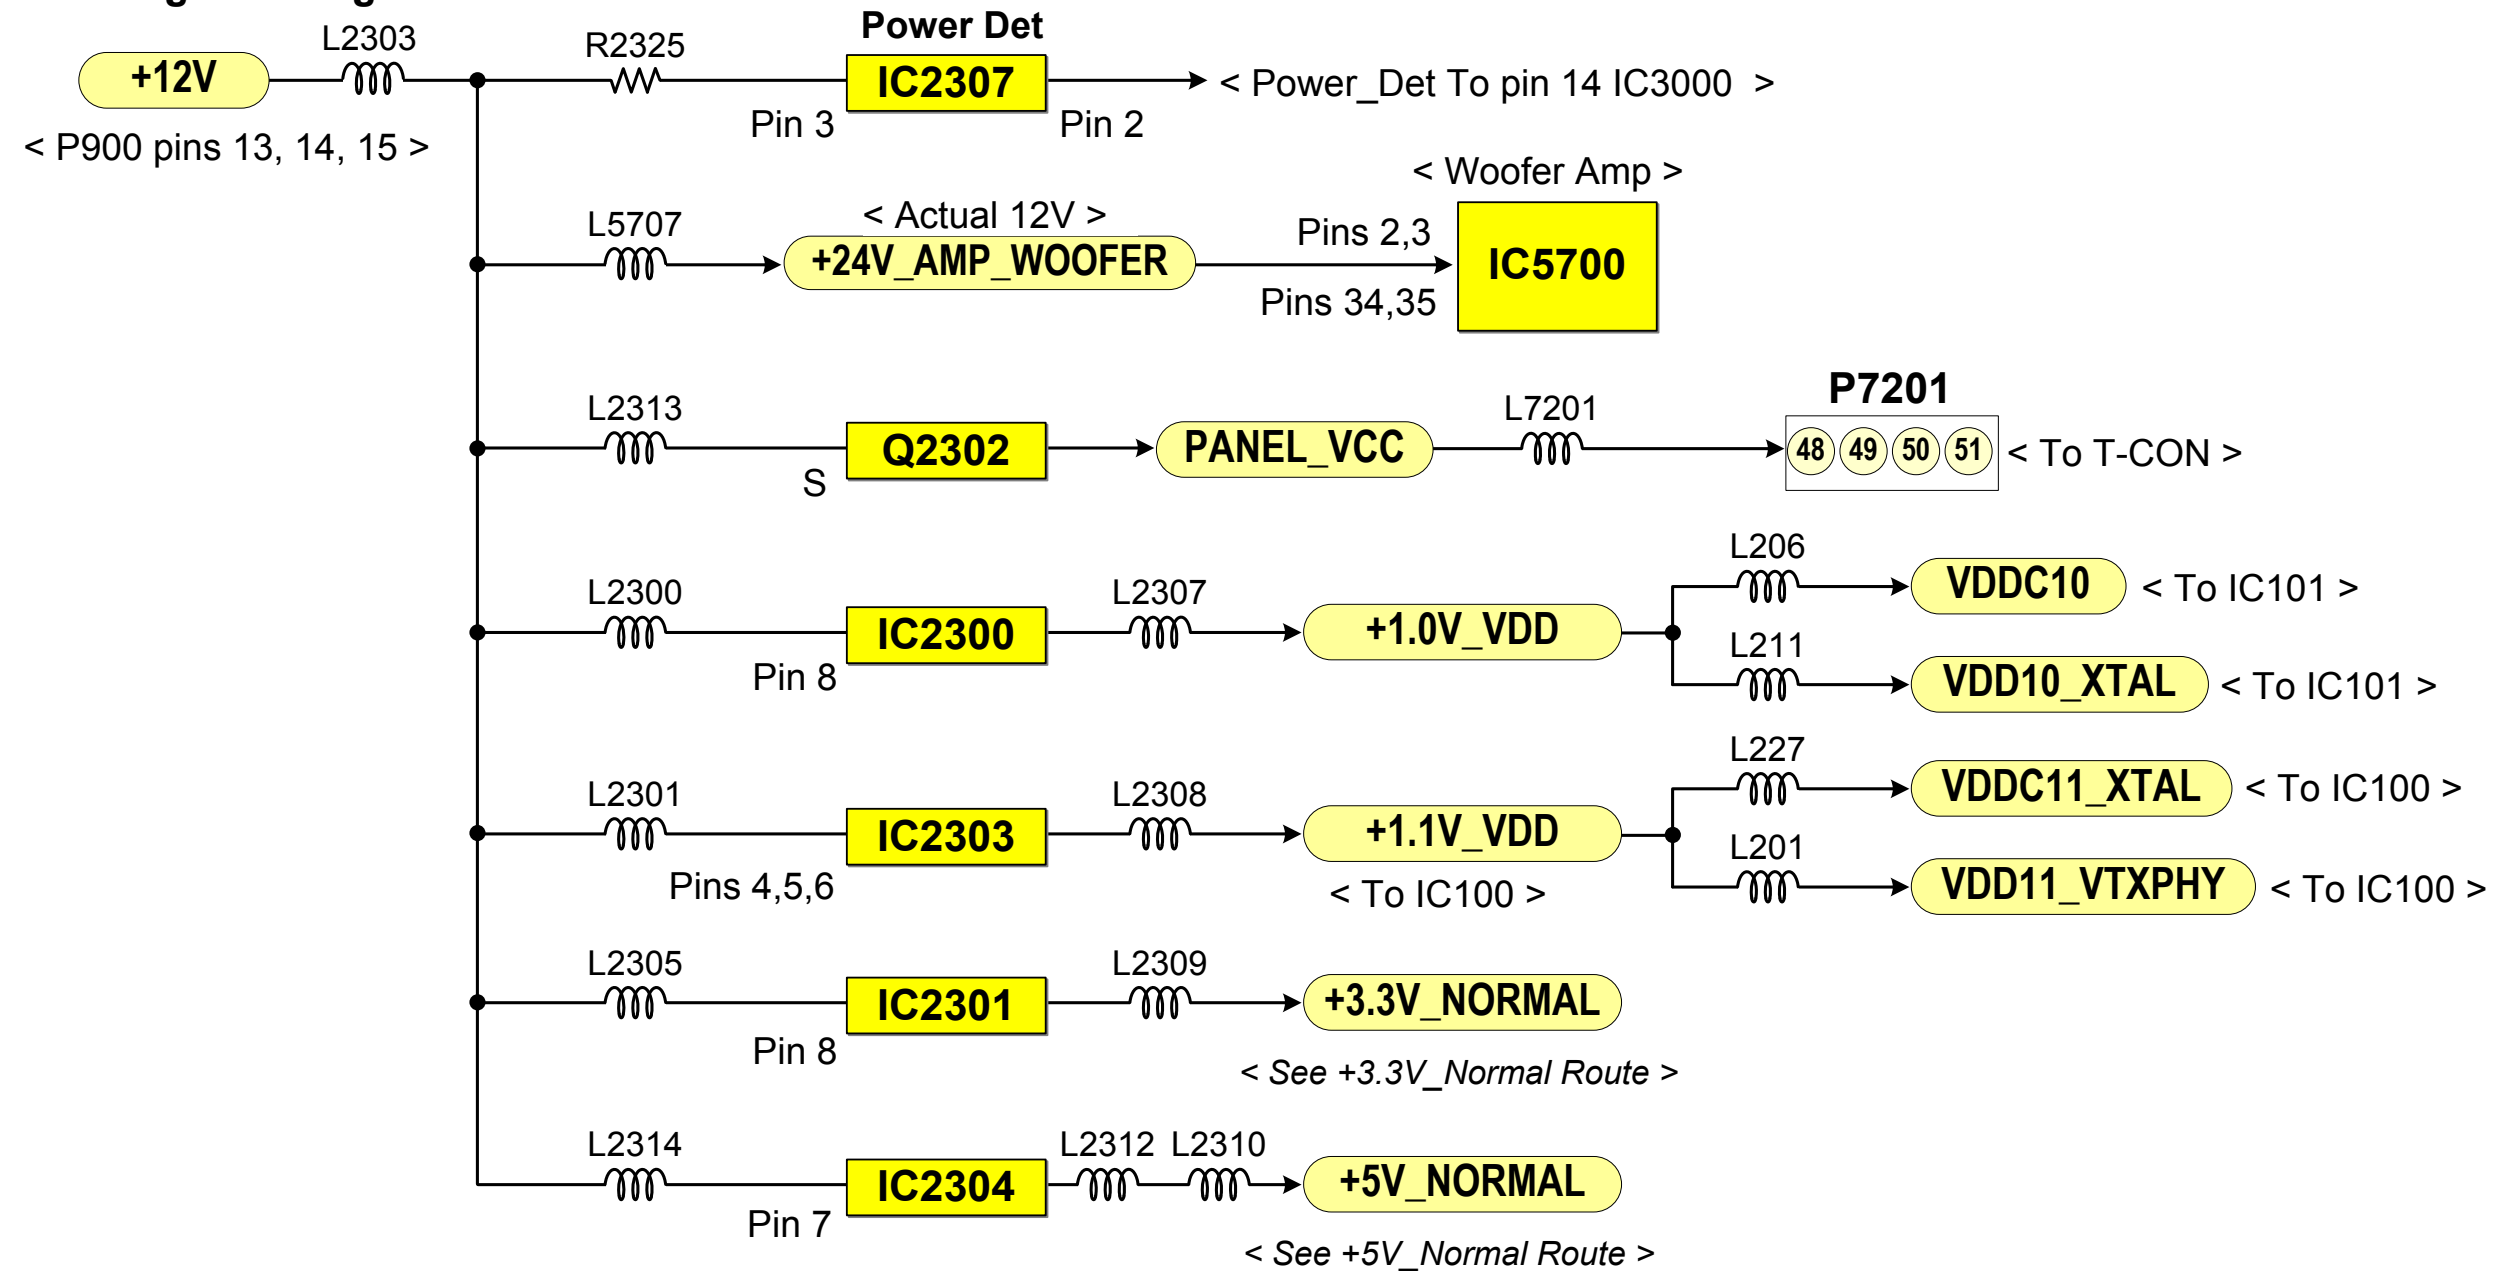 Power Det
L2303
R2325
+12V
IC2307
< Power_Det To pin 14 IC3000 >
Pin 3
Pin 2
< P900 pins 13, 14, 15 >
< Woofer Amp >
L5707
< Actual 12V >
+24V_AMP_WOOFER
Pins 2,3
IC5700
Pins 34,35
P7201
L2313
L7201
Q2302
PANEL_VCC
48 49 50 51
< To T-CON >
S
L206
L2300
L2307
VDDC10
< To IC101 >
IC2300
+1.0V_VDD
L211
Pin 8
VDD10_XTAL
< To IC101 >
L227
L2301
L2308
VDDC11_XTAL
< To IC100 >
IC2303
+1.1V_VDD
L201
Pins 4,5,6
< To IC100 >
VDD11_VTXPHY
< To IC100 >
L2305
L2309
IC2301
+3.3V_NORMAL
Pin 8
< See +3.3V_Normal Route >
L2314
L2312
L2310
IC2304
+5V_NORMAL
Pin 7
< See +5V_Normal Route >